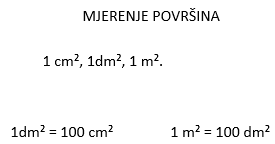 MJERENJE POVRŠINA
1 cm², 1dm², 1 m².
1dm² = 100 cm² 1 m² = 100 dm²